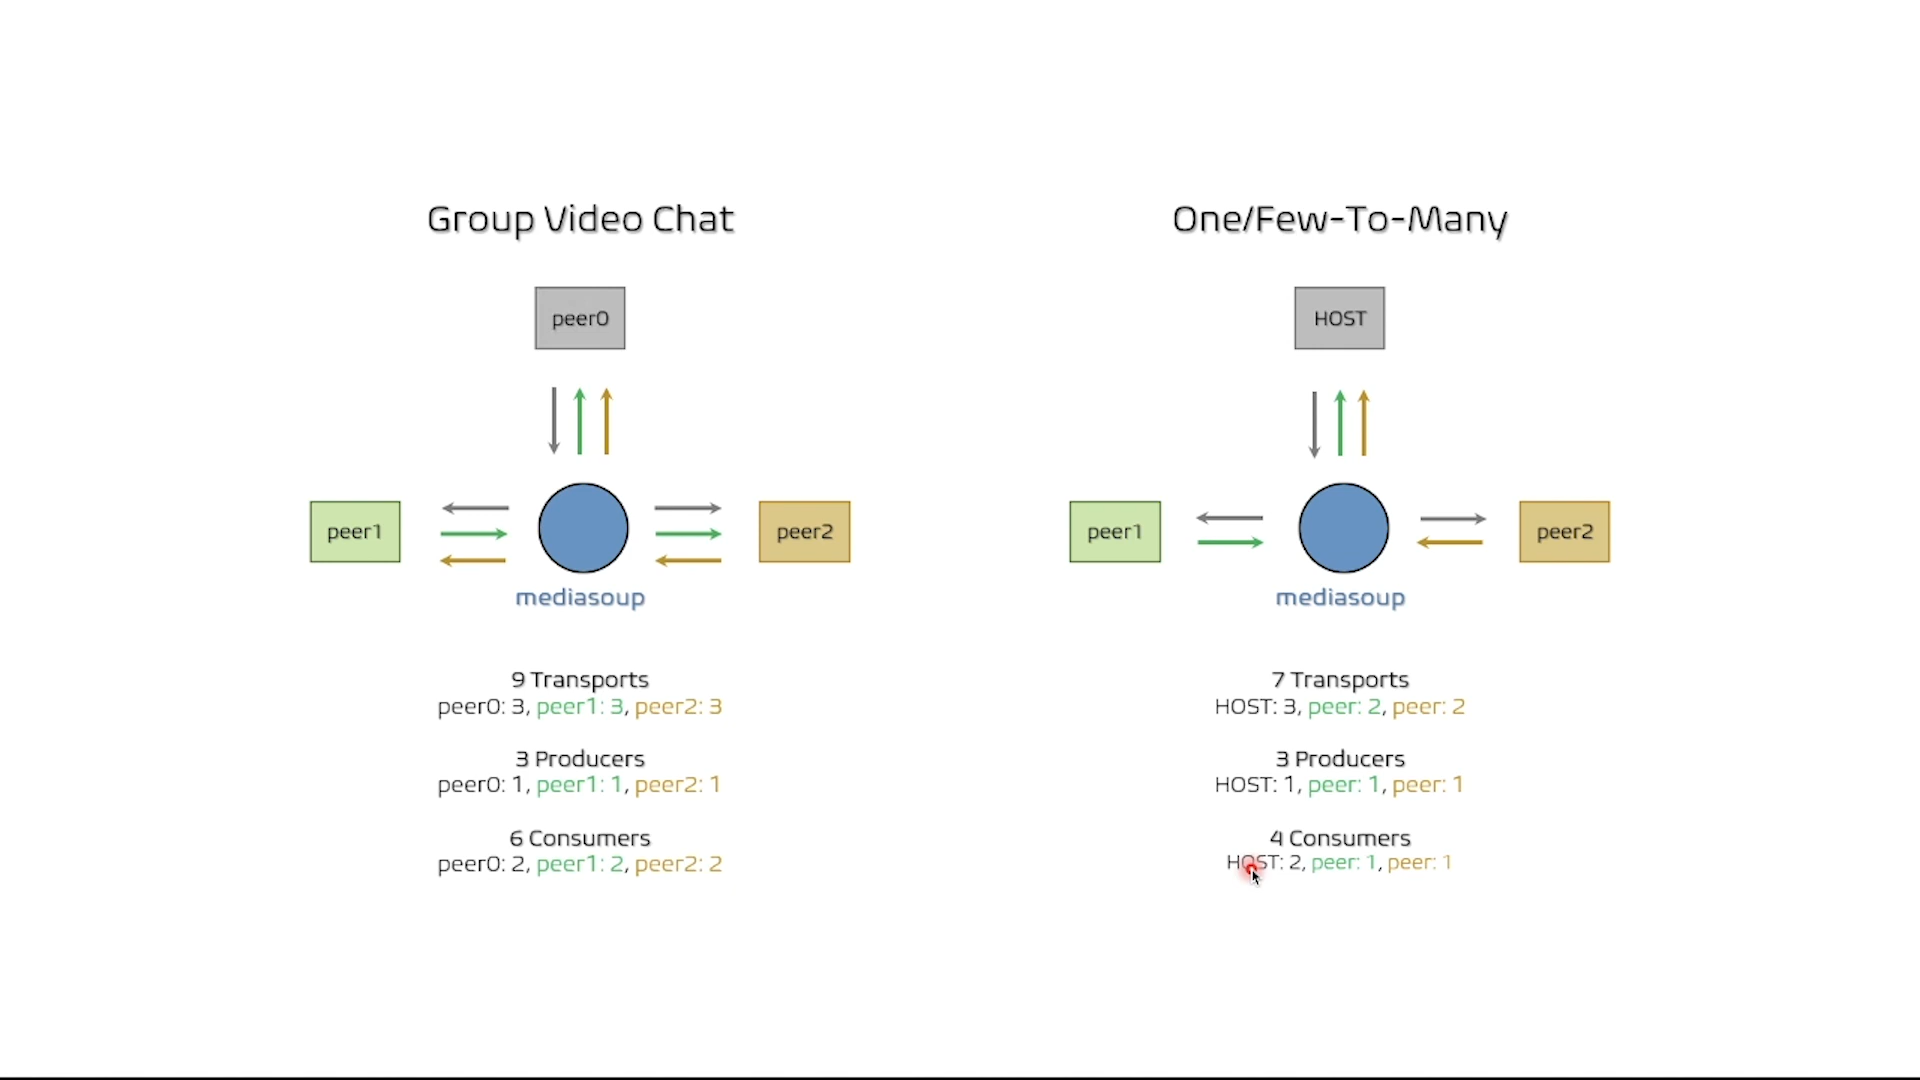 Group Video Chat
peer0
peer1
peer2
mediasoup
9 Transports
peer0: 3, peer1: 3, peer2: 3
3 Producers
peer0: 1, peer1: 1, peer2: 1
6 Consumers
peer0: 2, peer1: 2, peer2: 2
One/Few-To-Many
HOST
peer1
peer2
mediasoup
7 Transports
HOST: 3, peer: 2, peer: 2
3 Producers
HOST: 1, peer: 1, peer: 1
4 Consumers
HOST: 2, peer: 1, peer: 1